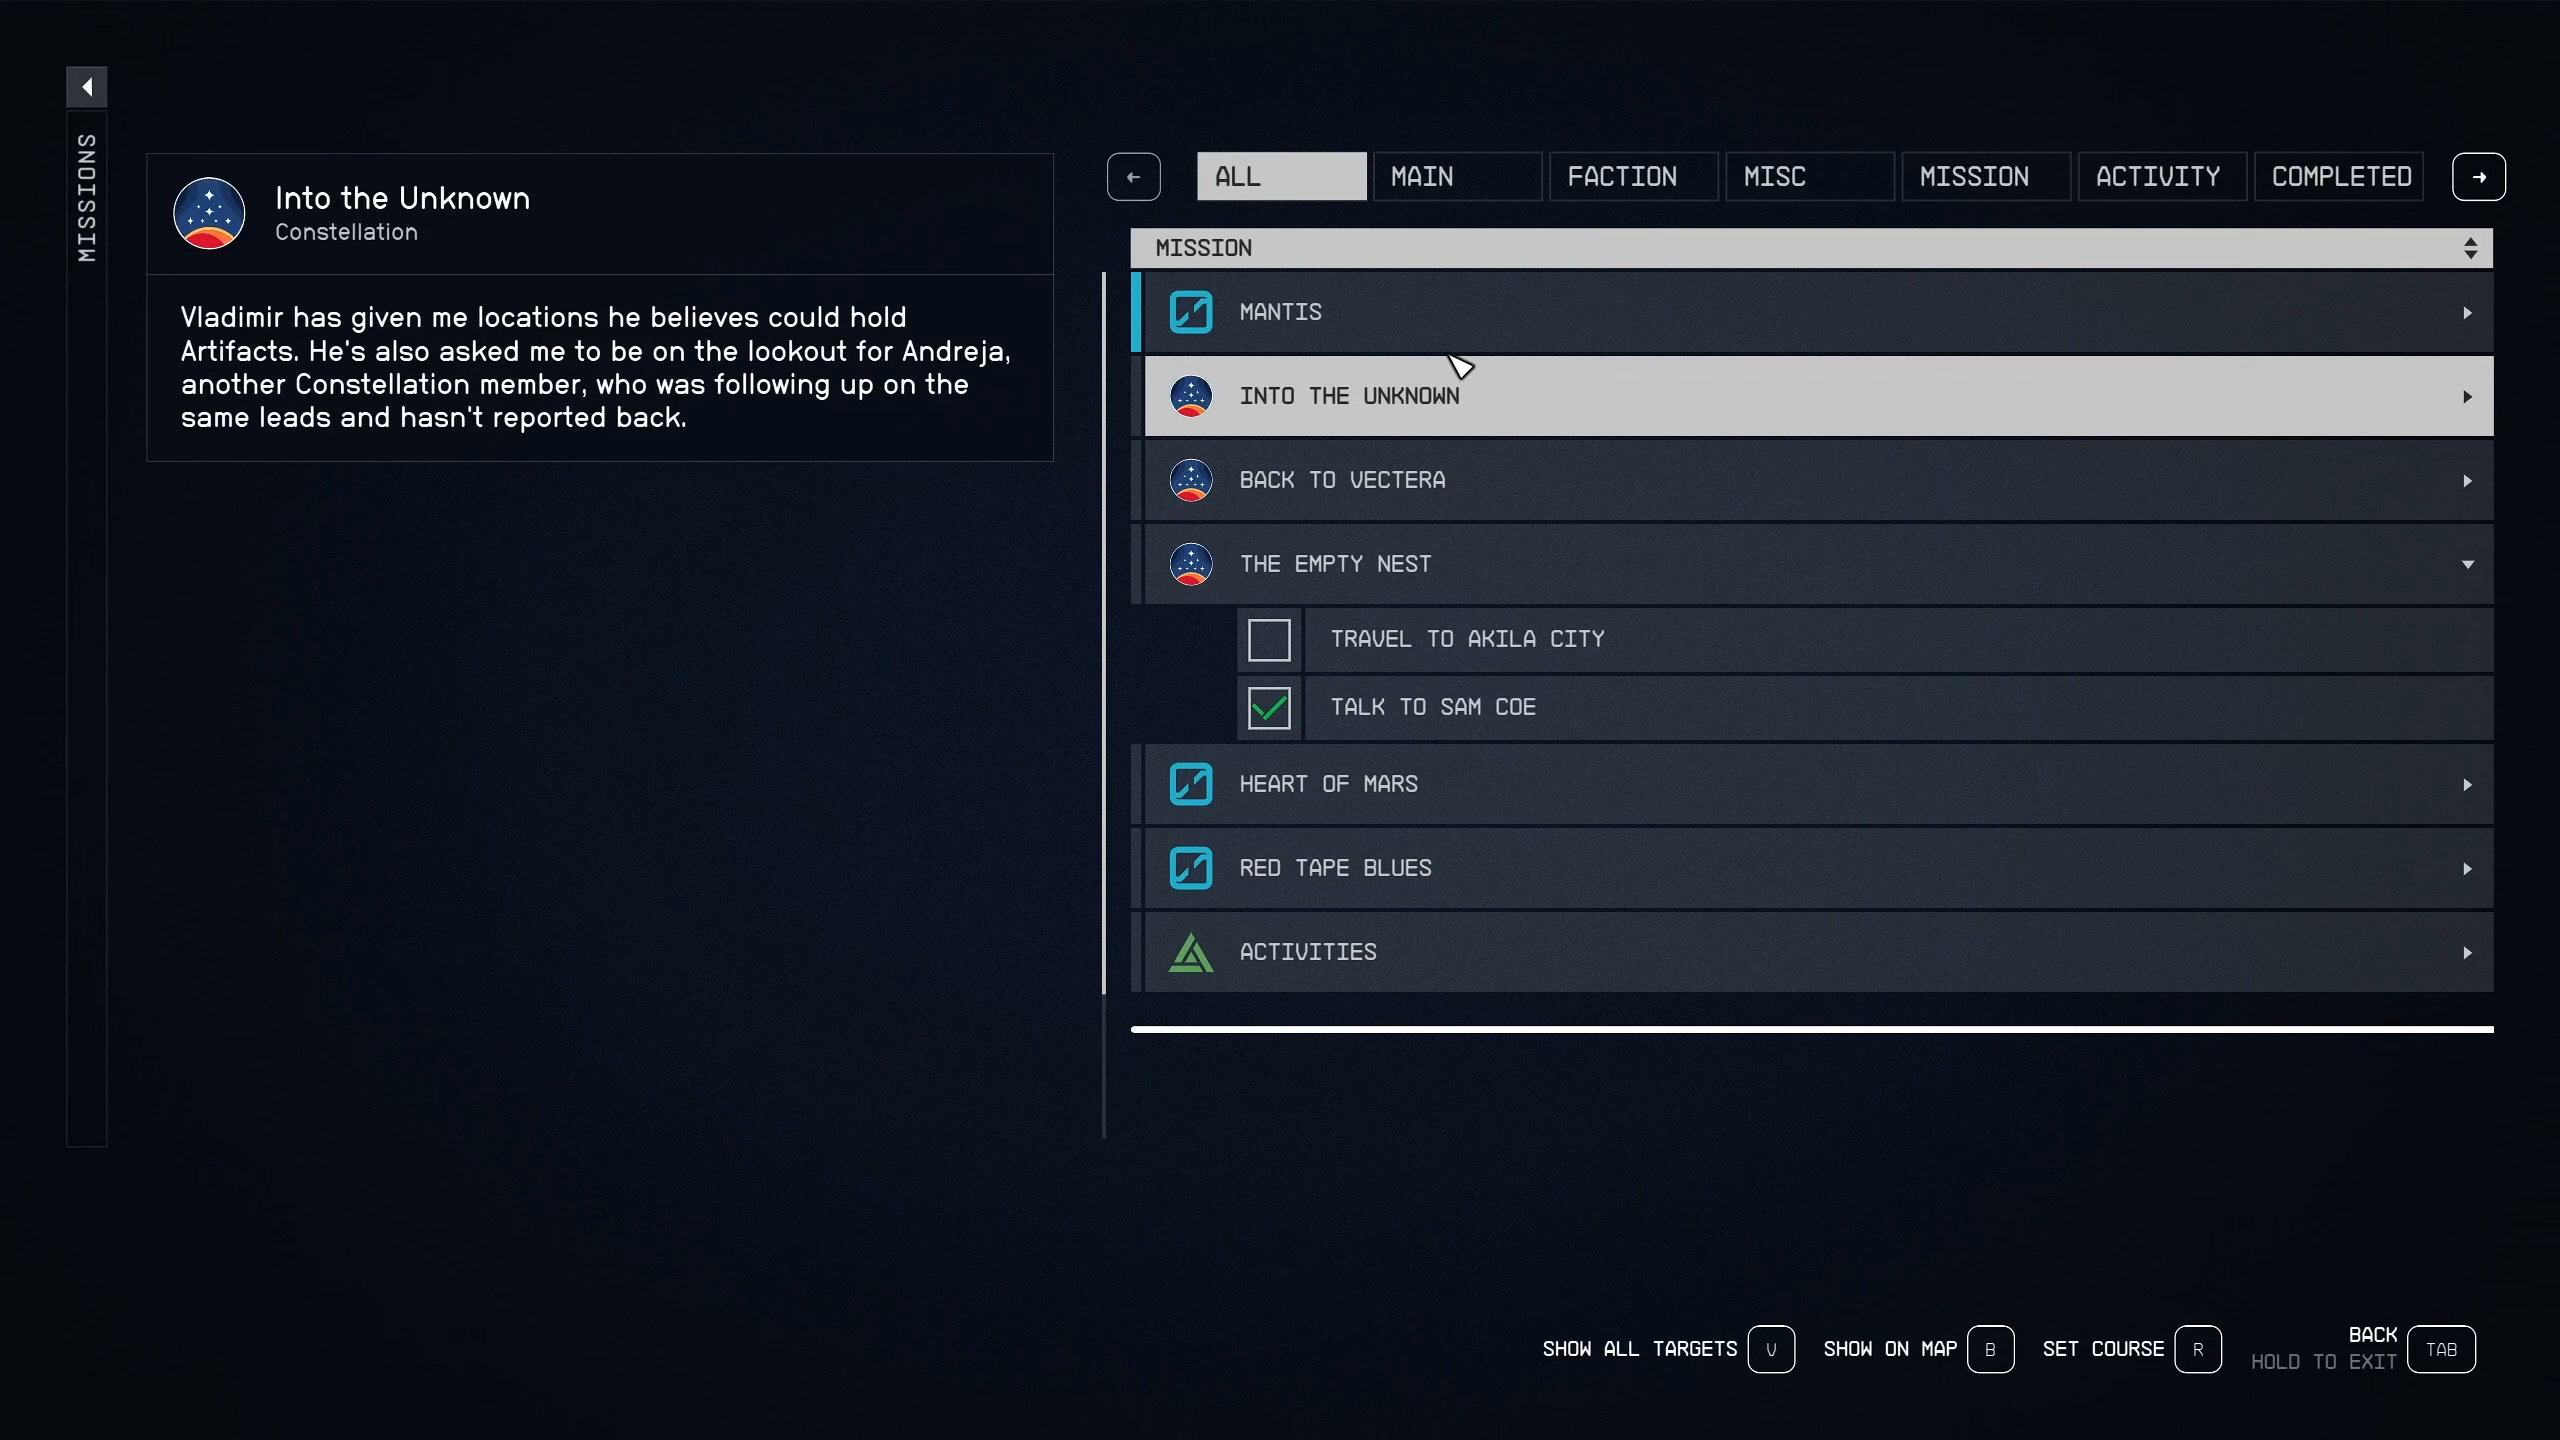 MISSIONS
Into the Unknown
Constellation
Vladimir has given me locations he believes could hold
Artifacts. He's also asked me to be on the lookout for Andreja,
another Constellation member, who was following up on the
same leads and hasn't reported back.
ALL MAIN FACTION MISC MISSION ACTIVITY COMPLETED
MISSION
MANTIS
INTO THE UNKNOWN
BACK TO VECTERA
THE EMPTY NEST
TRAVEL TO AKILA CITY
TALK TO SAM COE
HEART OF MARS
RED TAPE BLUES
ACTIVITIES
SHOW ALL TARGETS V SHOW ON MAP B SET COURSE R BACK TAB
HOLD TO EXIT